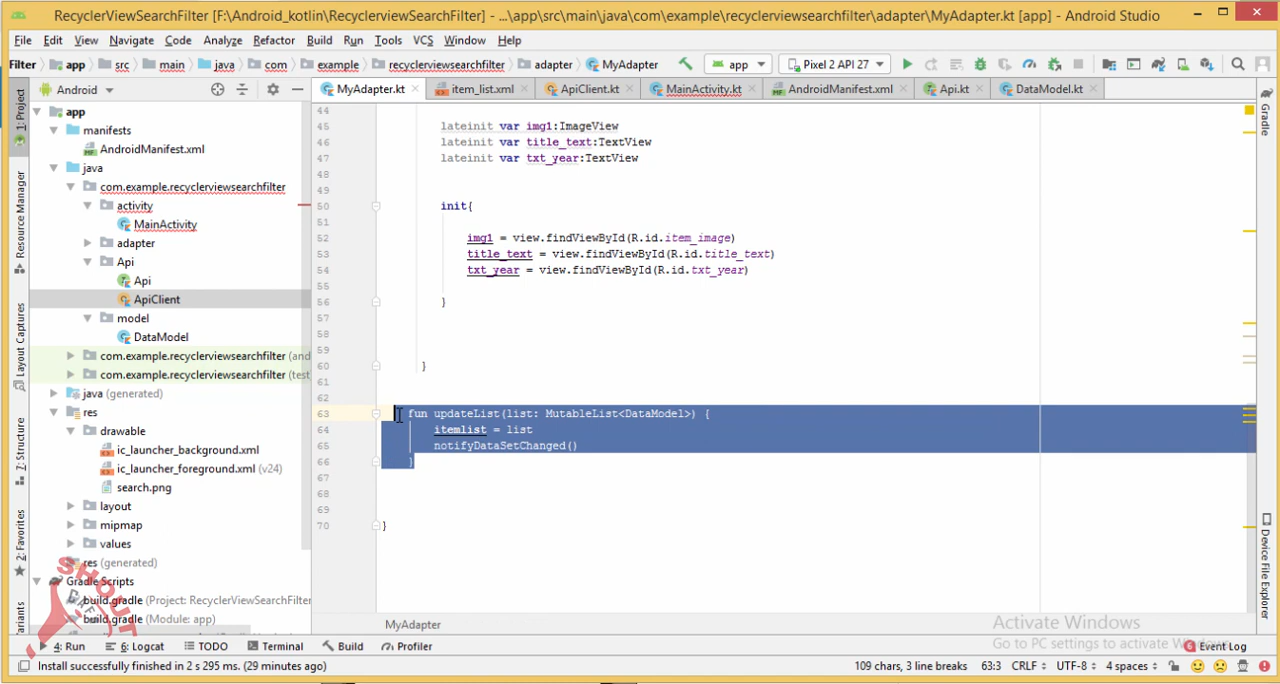 RecyclerViewSearchFilter [F:\Android_kotlin\RecyclerViewSearchFilter] - ...\app\src\main\java\com\example\recyclerviewsearchfilter\adapter\MyAdapter.kt [app] - Android Studio
File Edit View Navigate Code Analyze Refactor Build Run Tools VCS Window Help
Filter app src main java com example recyclerviewsearchfilter adapter MyAdapter app Pixel 2 API 27
Android MyAdapter.kt item_list.xml ApiClient.kt MainActivity.kt AndroidManifest.xml Api.kt DataModel.kt
1: Project
Resource Manager
Layout Captures
7: Structure
2: Favorites
Variants
app
manifests
AndroidManifest.xml
java
com.example.recyclerviewsearchfilter
activity
MainActivity
adapter
Api
Api
ApiClient
model
DataModel
com.example.recyclerviewsearchfilter (and
com.example.recyclerviewsearchfilter (test
java (generated)
res
drawable
ic_launcher_background.xml
ic_launcher_foreground.xml (v24)
search.png
layout
mipmap
values
res (generated)
Gradle Scripts
build.gradle (Project: RecyclerViewSearchFilter
build.gradle (Module: app)
SHOUT
44
45 lateinit var img1:ImageView
46 lateinit var title_text:TextView
47 lateinit var txt_year:TextView
48
49
50 init{
51
52 img1 = view.findViewById(R.id.item_image)
53 title_text = view.findViewById(R.id.title_text)
54 txt_year = view.findViewById(R.id.txt_year)
55
56 }
57
58
59
60 }
61
62
63 fun updateList(list: MutableList<DataModel>) {
64 itemlist = list
65 notifyDataSetChanged()
66 }
67
68
69
70 }
Gradle
Device File Explorer
MyAdapter
Activate Windows
Go to PC settings to activate Windows.
4: Run 6: Logcat TODO Terminal Build Profiler 6 Event Log
Install successfully finished in 2 s 295 ms. (29 minutes ago) 109 chars, 3 line breaks 63:3 CRLF UTF-8 4 spaces